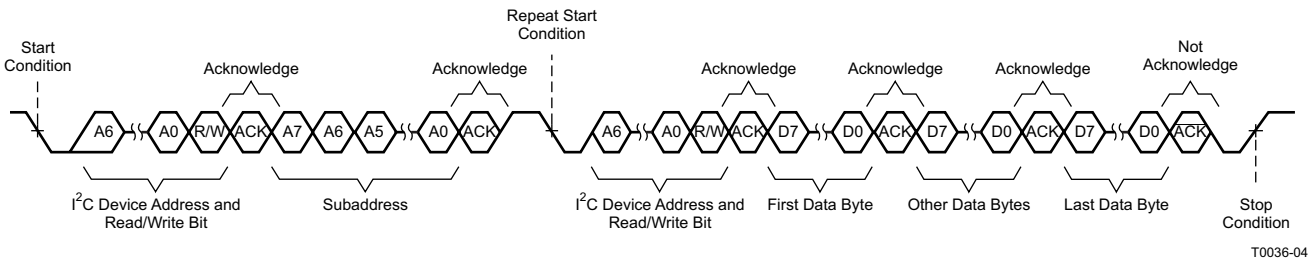 Repeat Start
Condition
Start
Condition
Not
Acknowledge
Acknowledge
Acknowledge
Acknowledge
Acknowledge
Acknowledge
A6 A0 R/W ACK A7 A6 A5 A0 ACK A6 A0 R/W ACK D7 D0 ACK D7 D0 ACK D7 D0 ACK
I²C Device Address and
Read/Write Bit
Subaddress
I²C Device Address and
Read/Write Bit
First Data Byte
Other Data Bytes
Last Data Byte
Stop
Condition
T0036-04